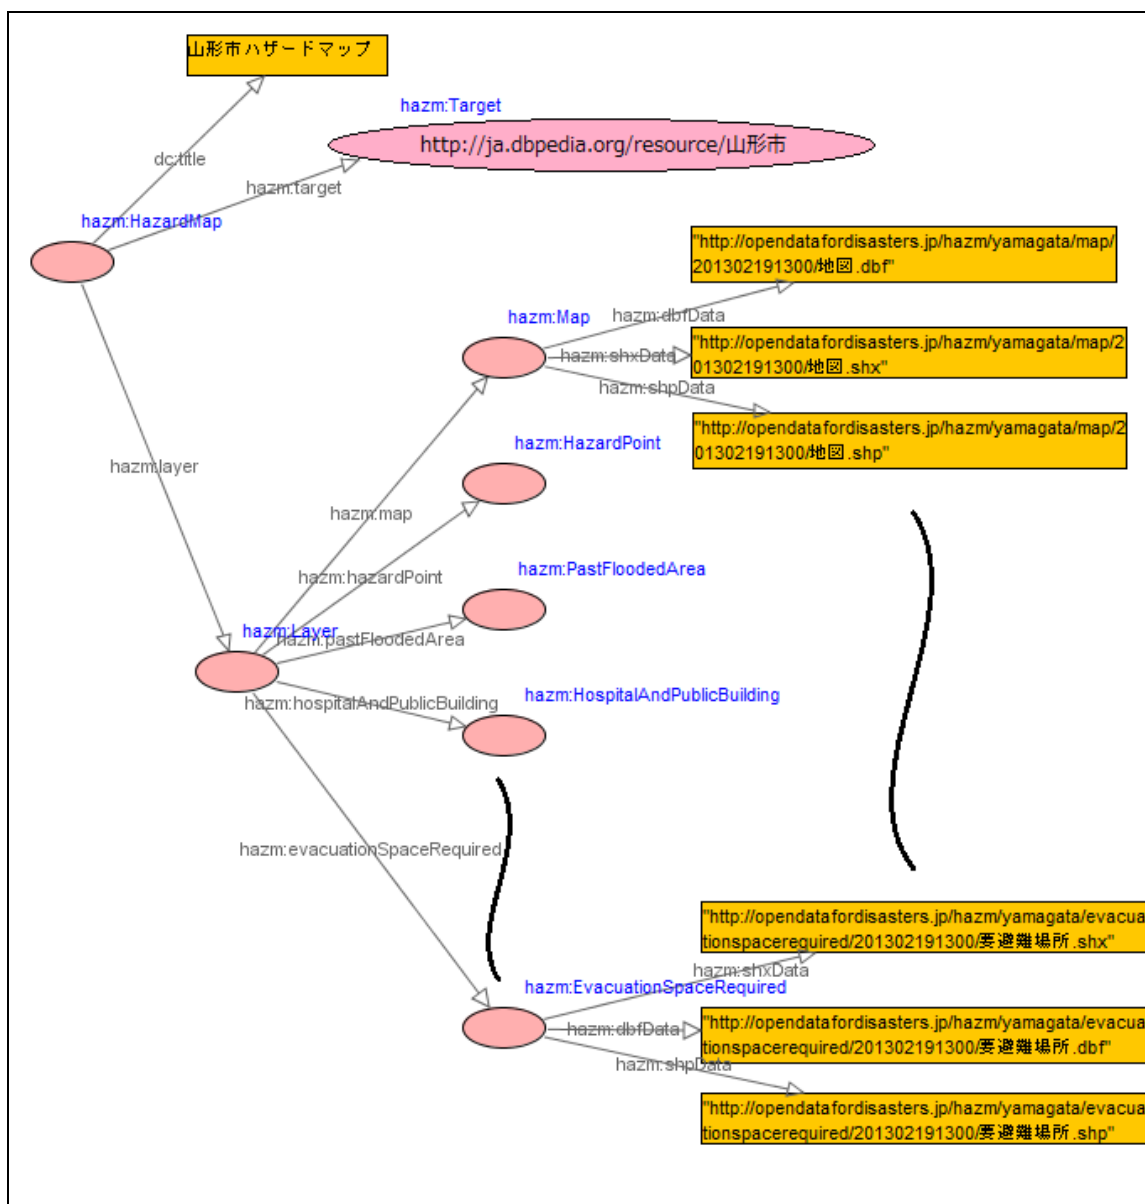 山形市ハザードマップ
hazm:Target
http://ja.dbpedia.org/resource/山形市
dc:title
hazm:target
hazm:HazardMap
"http://opendatafordisasters.jp/hazm/yamagata/map/
201302191300/地図.dbf"
hazm:Map
hazm:dbfData
"http://opendatafordisasters.jp/hazm/yamagata/map/2
01302191300/地図.shx"
hazm:shxData
hazm:shpData
"http://opendatafordisasters.jp/hazm/yamagata/map/2
01302191300/地図.shp"
hazm:HazardPoint
hazm:layer
hazm:map
hazm:hazardPoint
hazm:PastFloodedArea
hazm:Layer
hazm:pastFloodedArea
hazm:HospitalAndPublicBuilding
hazm:hospitalAndPublicBuilding
hazm:evacuationSpaceRequired
"http://opendatafordisasters.jp/hazm/yamagata/evacua
tionspacerequired/201302191300/要避難場所.shx"
hazm:shxData
hazm:EvacuationSpaceRequired
"http://opendatafordisasters.jp/hazm/yamagata/evacua
tionspacerequired/201302191300/要避難場所.dbf"
hazm:dbfData
hazm:shpData
"http://opendatafordisasters.jp/hazm/yamagata/evacua
tionspacerequired/201302191300/要避難場所.shp"